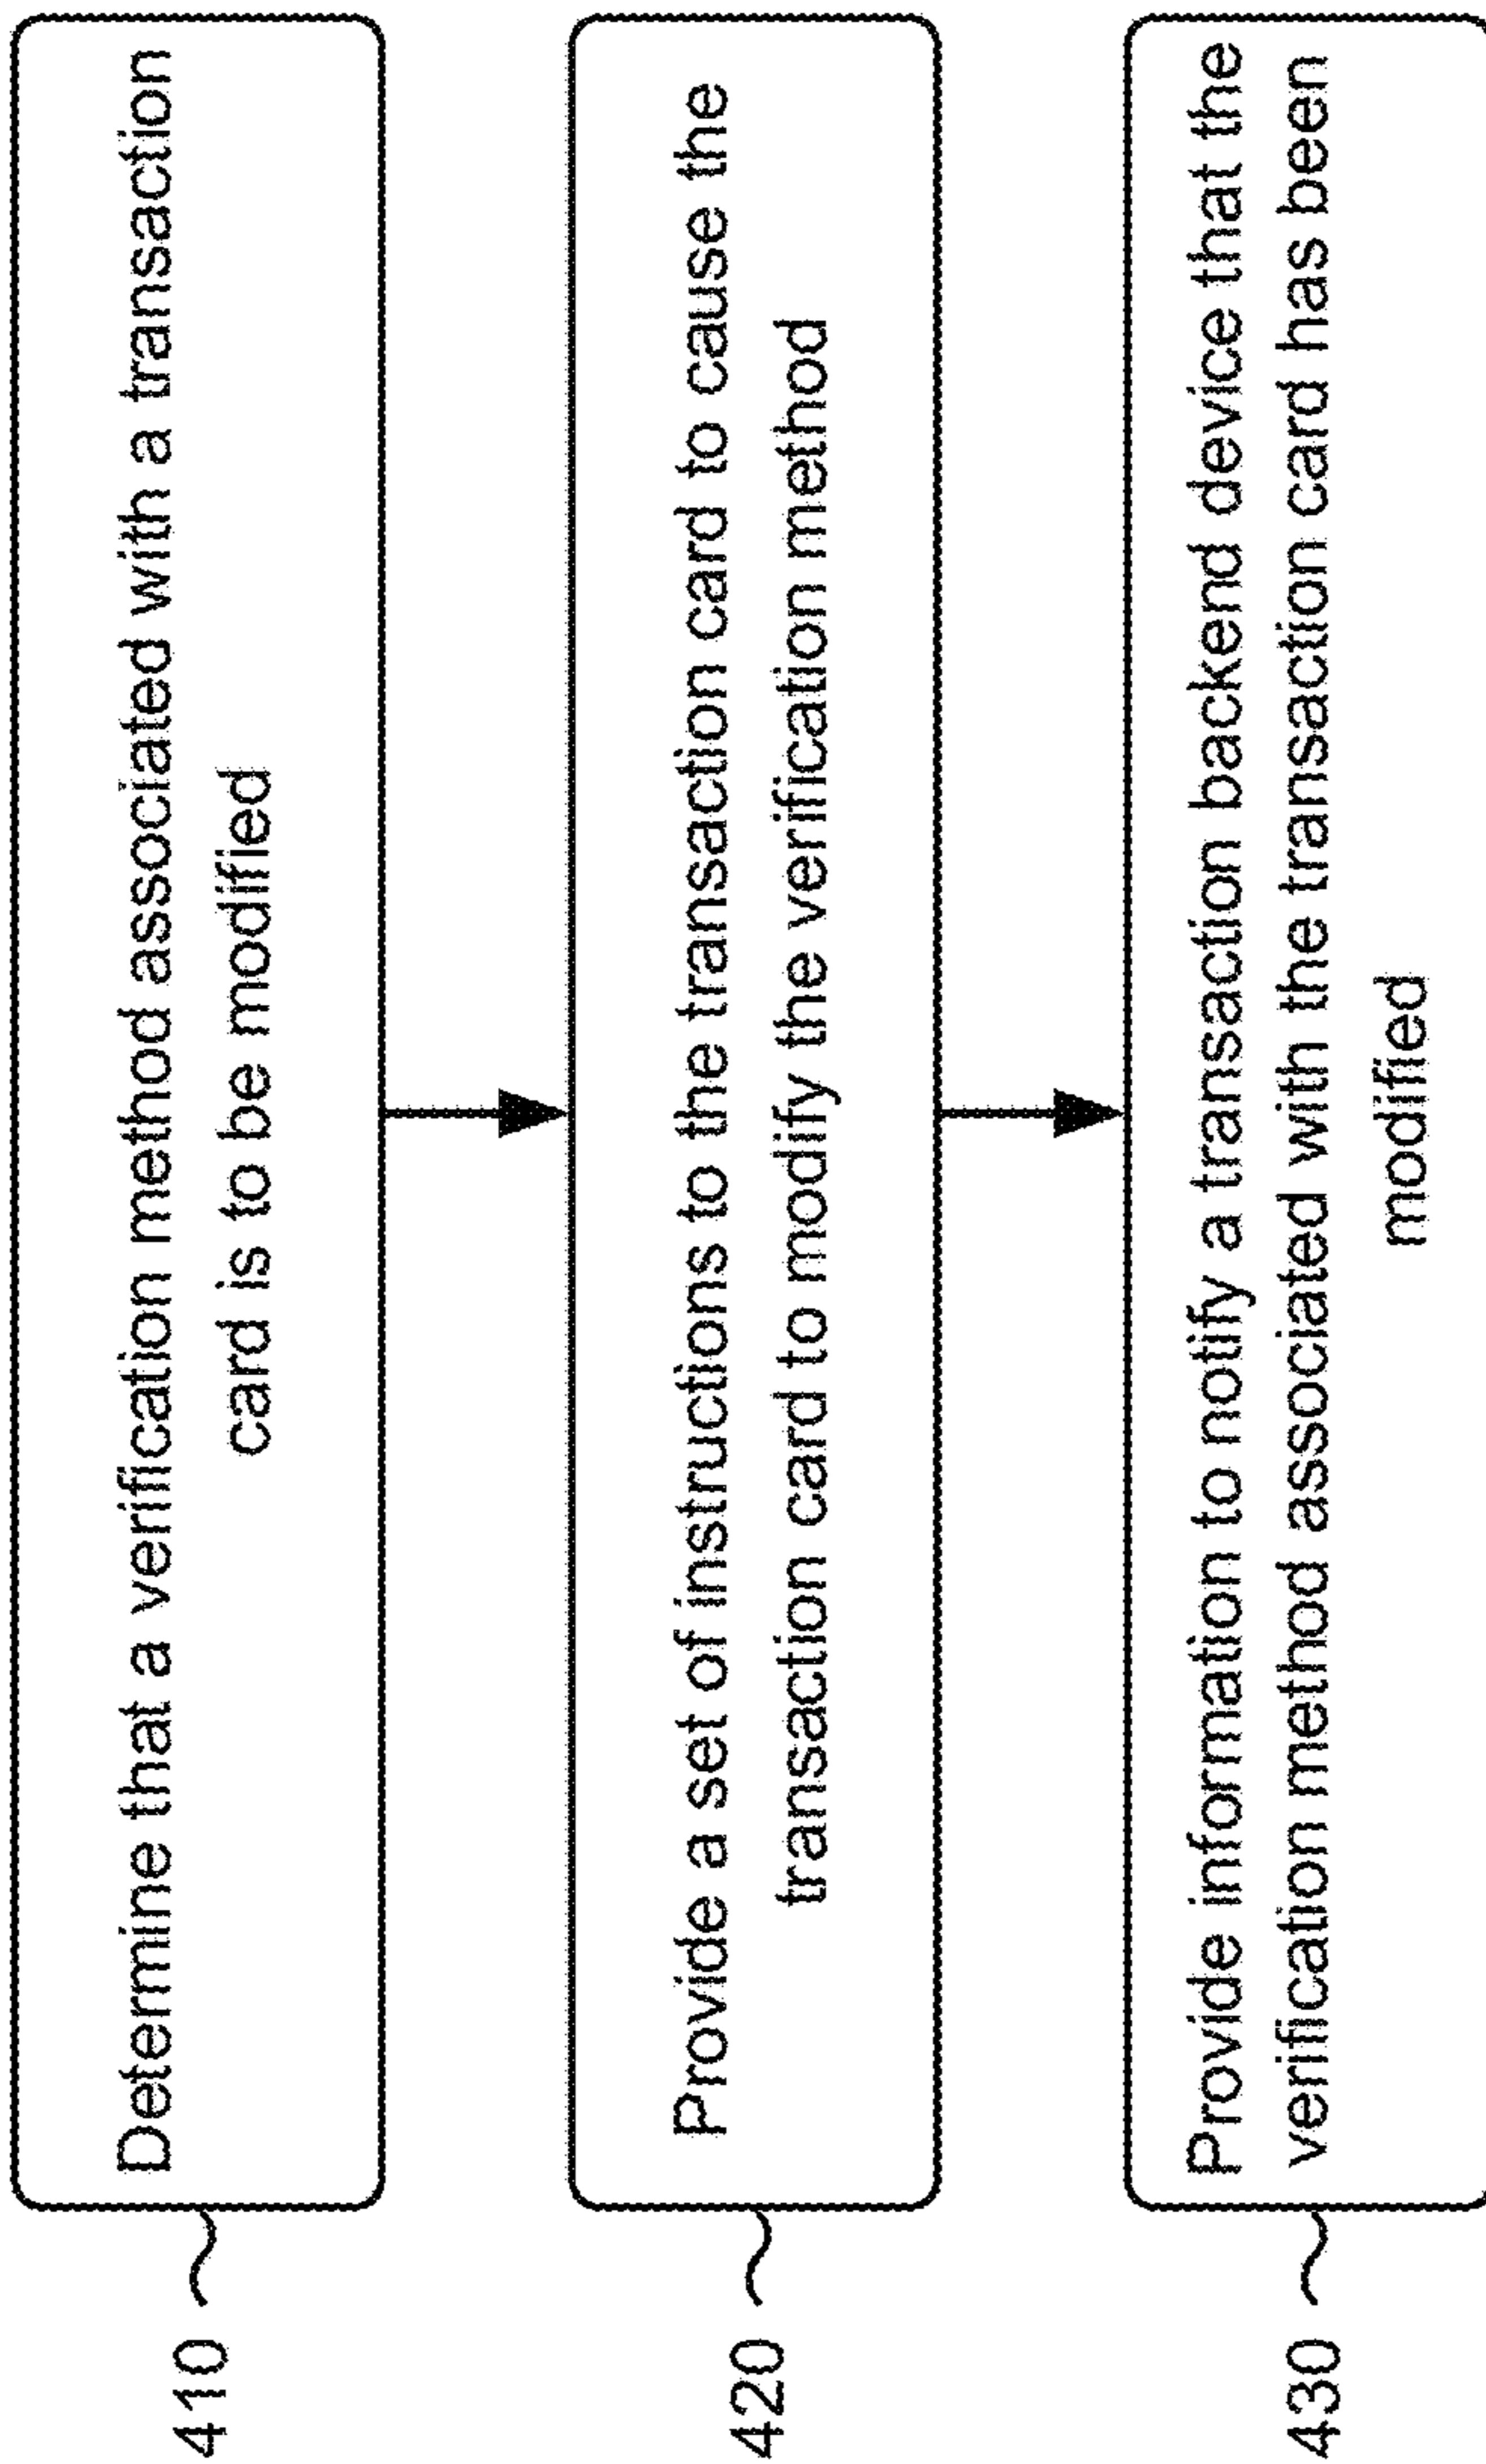 410
Determine that a verification method associated with a transaction
card is to be modified
420
Provide a set of instructions to the transaction card to cause the
transaction card to modify the verification method
430
Provide information to notify a transaction backend device that the
verification method associated with the transaction card has been
modified